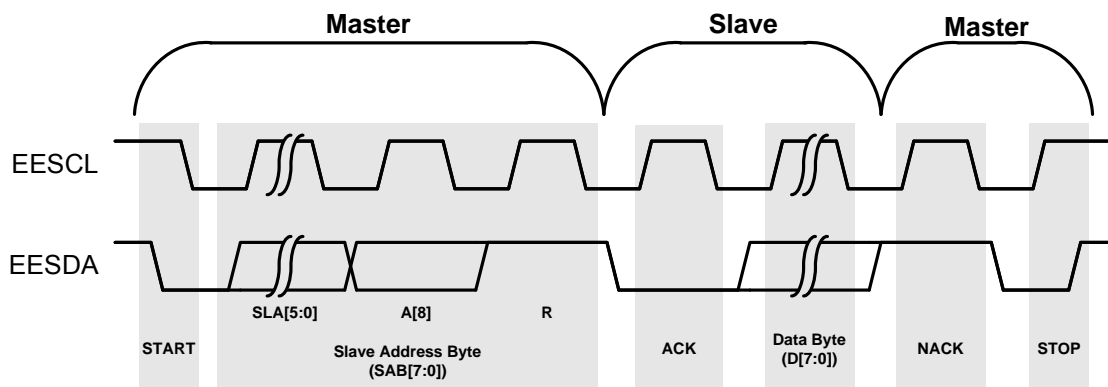 Master
Slave
Master
EESCL
EESDA
SLA[5:0]
A[8]
R
START
Slave Address Byte
(SAB[7:0])
ACK
Data Byte
(D[7:0])
NACK
STOP